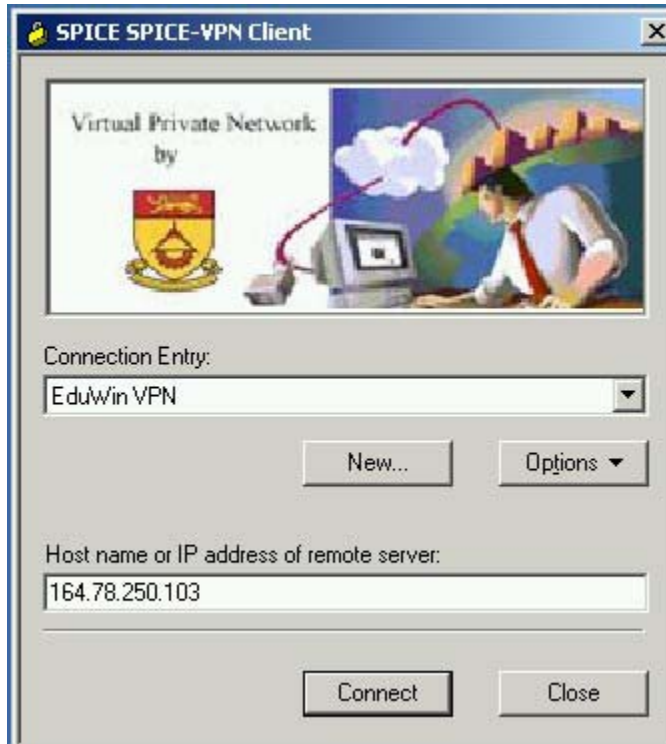 SPICE SPICE-VPN Client
Virtual Private Network
by
Connection Entry:
EduWin VPN
New...
Options
Host name or IP address of remote server:
164.78.250.103
Connect
Close